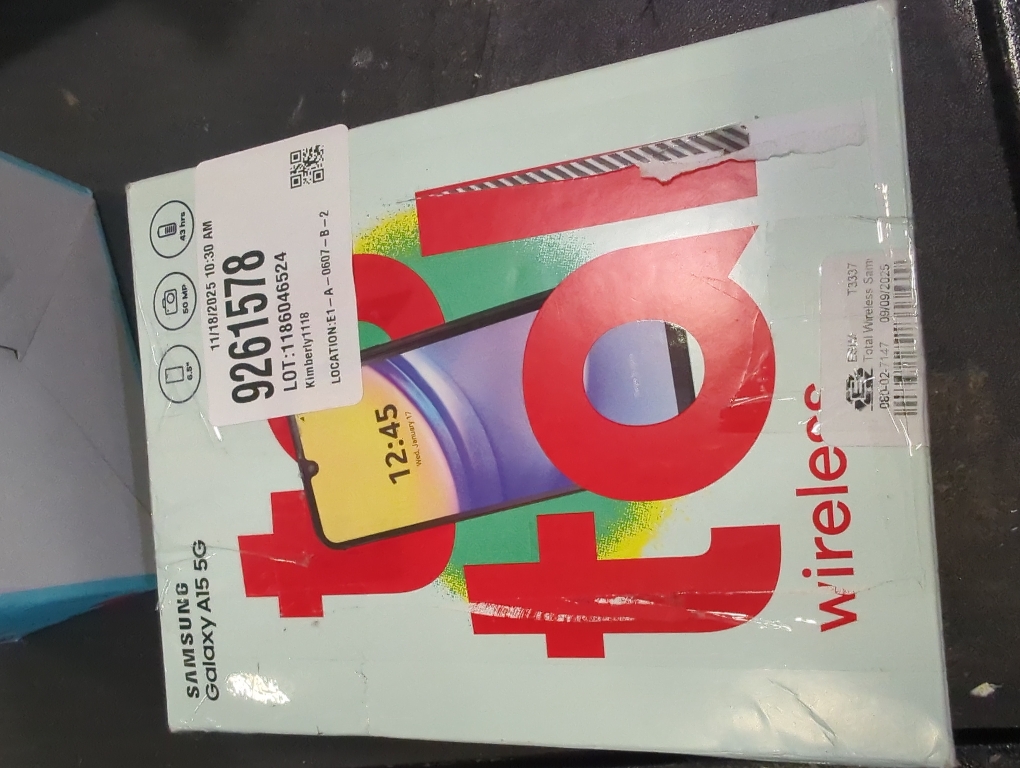 SAMSUNG
Galaxy A15 5G
6.5"
50 MP
43 hrs
11/18/2025 10:30 AM
9261578
LOT:1186046524
Kimberly1118
LOCATION:E1-A-0607-B-2
12:45
Wed, January 17
total
wireless
T3337
Total Wireless Sam
09/09/2025